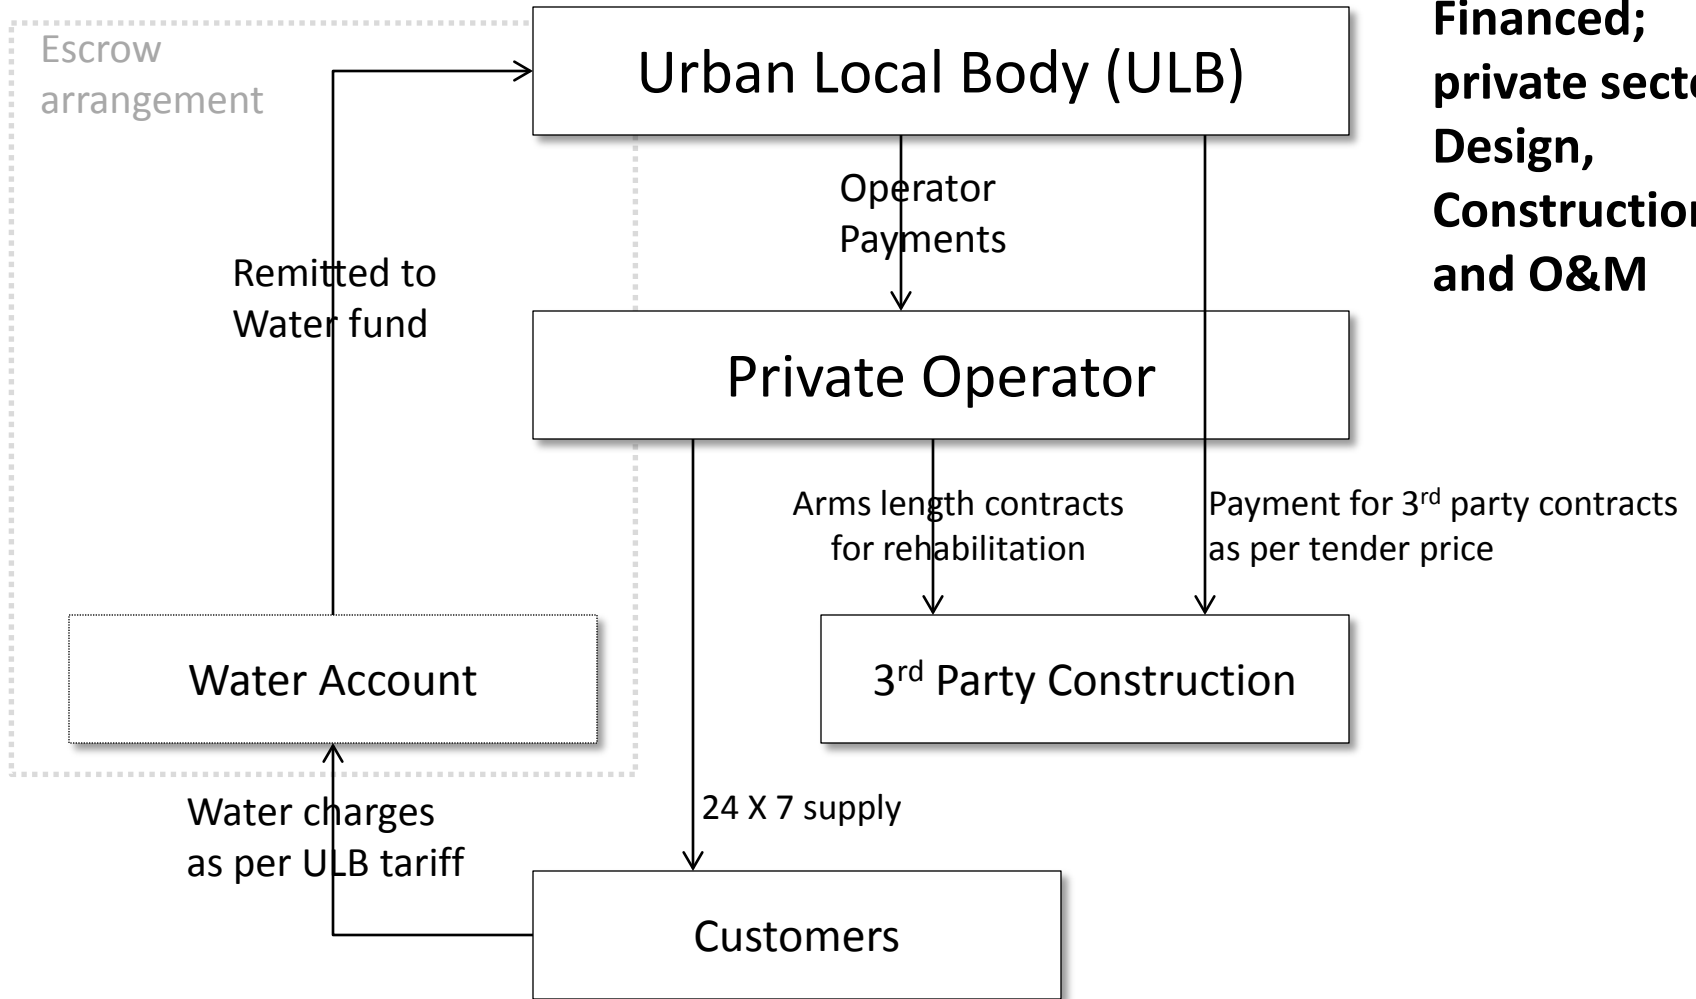 Escrow
arrangement
Urban Local Body (ULB)
Financed;
private
Design,
and O&M
Operator
Payments
Remitted to
Water fund
Private Operator
Arms length contracts
for rehabilitation
Payment for 3rd party contracts
as per tender price
Water Account
3rd Party Construction
Water charges
as per ULB tariff
24 X 7 supply
Customers